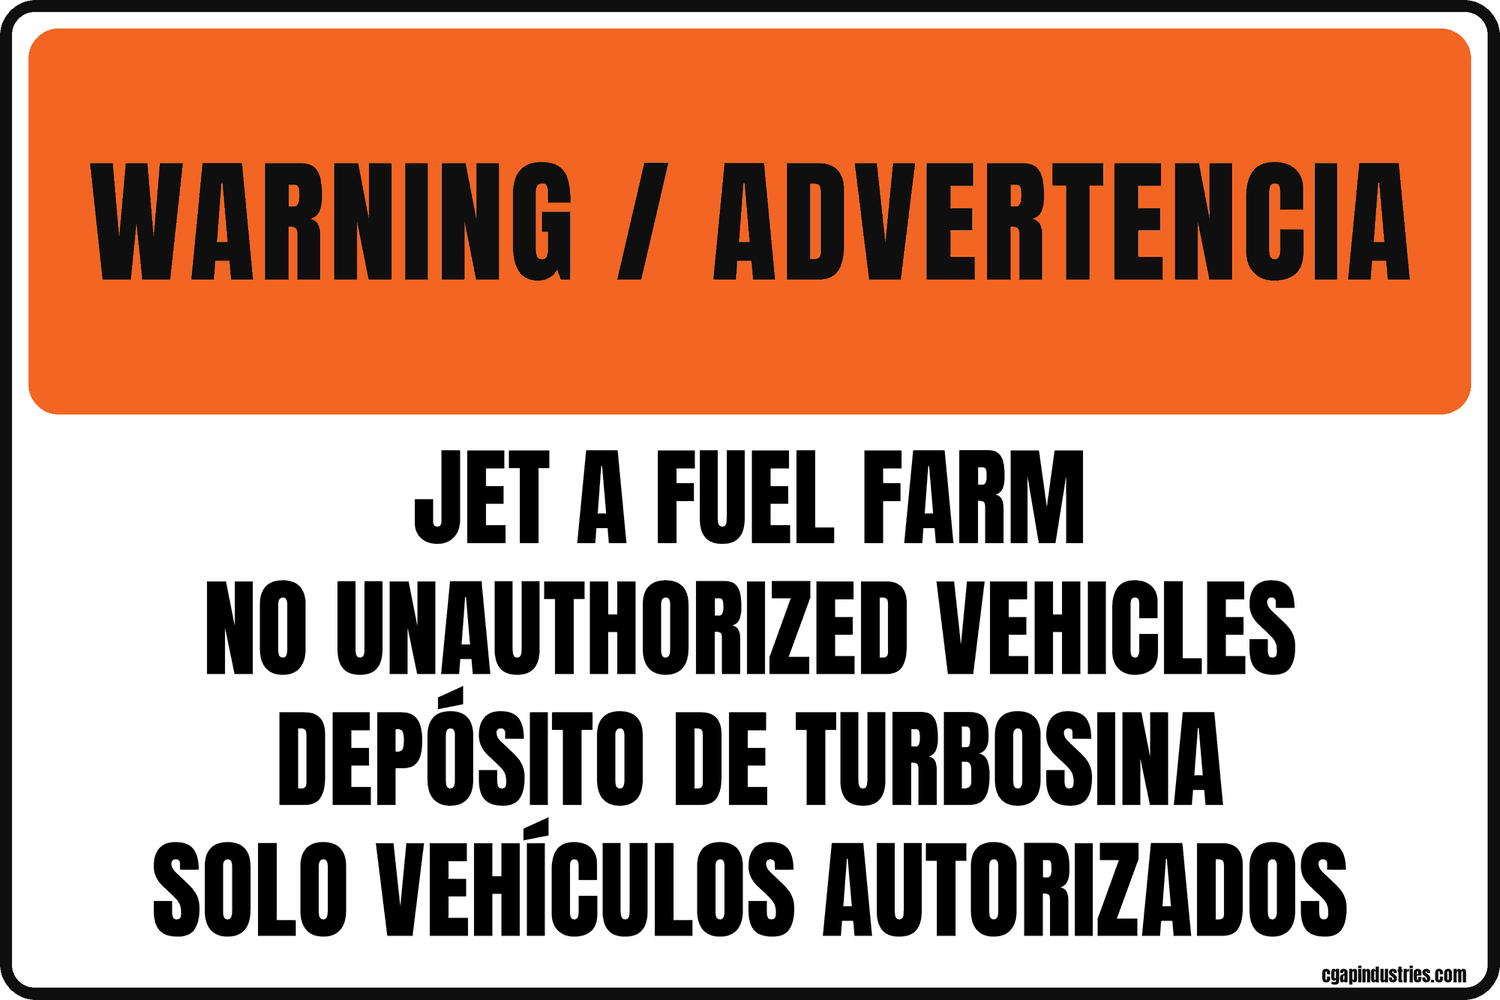 WARNING / ADVERTENCIA
JET A FUEL FARM
NO UNAUTHORIZED VEHICLES
DEPÓSITO DE TURBOSINA
SOLO VEHÍCULOS AUTORIZADOS
cgapindustries.com